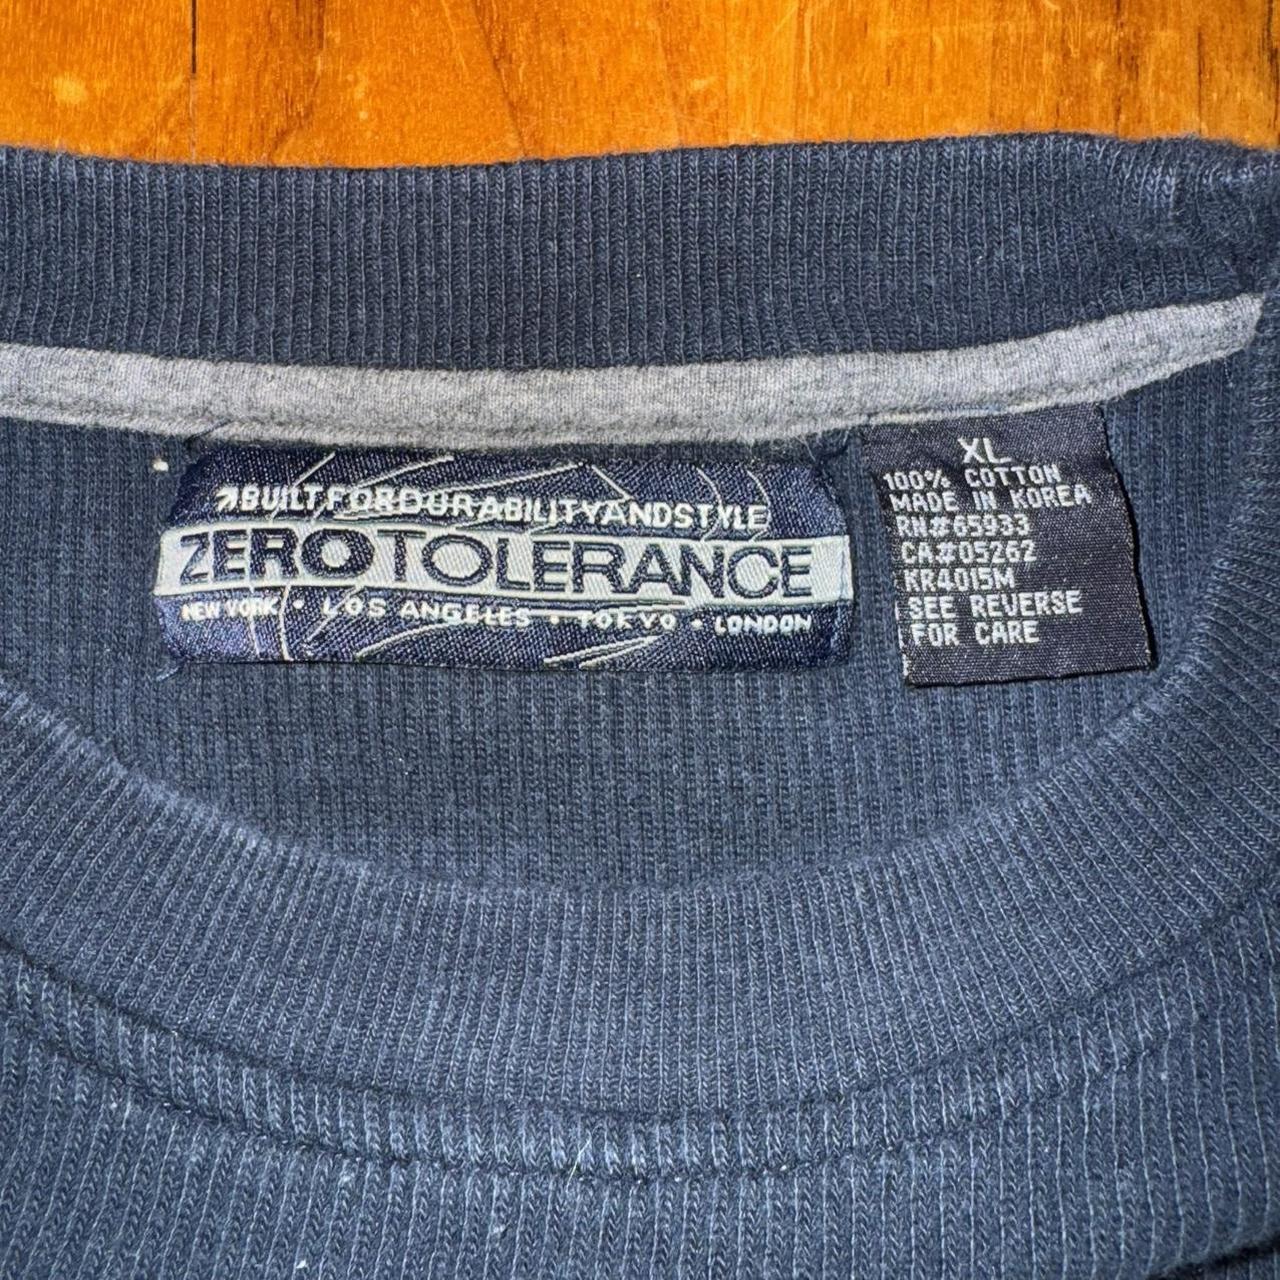 BUILTFORDURABILITYANDSTYLE
ZEROTOLERANCE
NEW YORK • LOS ANGELES • TOKYO • LONDON
XL
100% COTTON
MADE IN KOREA
RN#65933
CA#05262
KR4015M
SEE REVERSE
FOR CARE